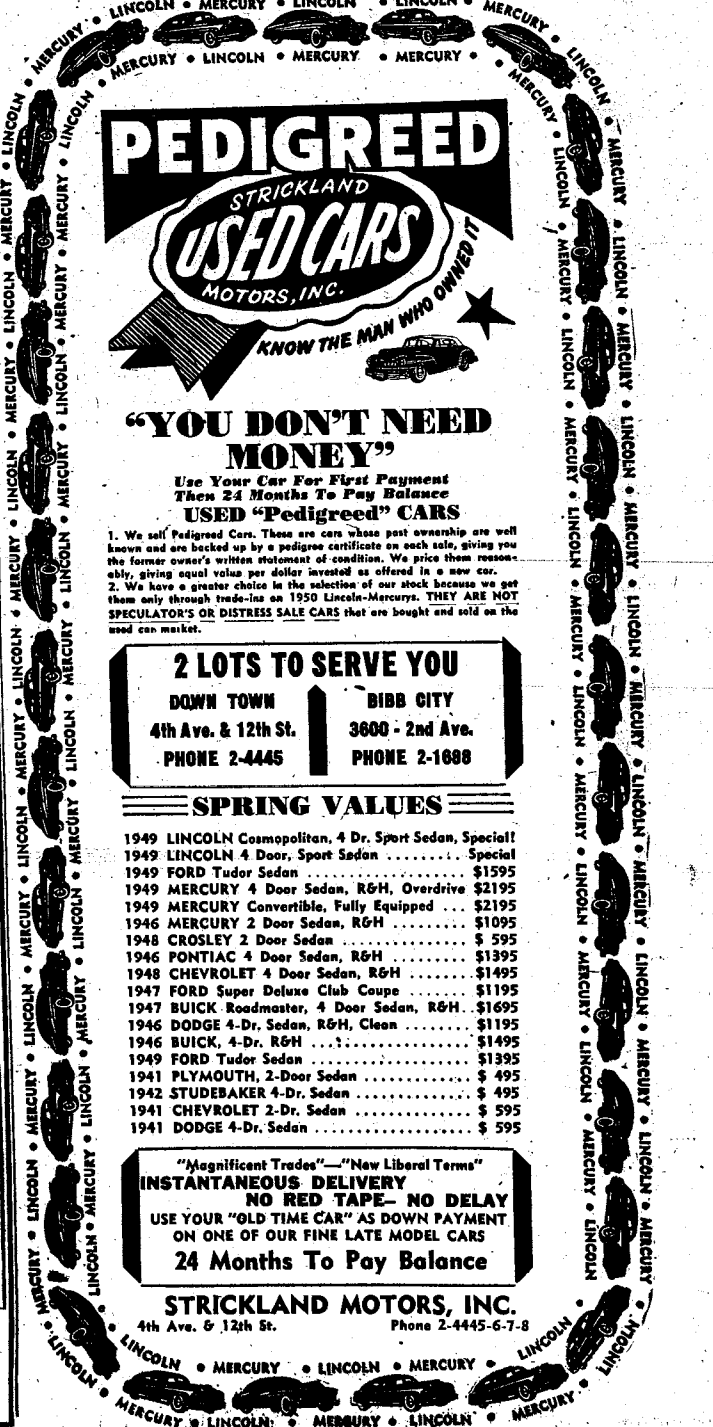 LINCOLN • MERCURY • LINCOLN • MERCURY
MERCURY • LINCOLN • MERCURY • MERCURY
PEDIGREED
STRICKLAND
USED CARS
MOTORS, INC.
KNOW THE MAN WHO OWNED IT
“YOU DON'T NEED
MONEY”
Use Your Car For First Payment
Then 24 Months To Pay Balance
USED “Pedigreed” CARS
1. We sell Pedigreed Cars. These are cars whose past ownership are well
known and are backed up by a pedigree certificate on each sale, giving you
the former owner's written statement of condition. We price them reason-
ably, giving equal value per dollar invested as offered in a new car.
2. We have a greater choice in the selection of our stock because we get
them only through trade-ins on 1950 Lincoln-Mercurys. THEY ARE NOT
SPECULATOR'S OR DISTRESS SALE CARS that are bought and sold on the
used car market.
2 LOTS TO SERVE YOU
DOWN TOWN
4th Ave. & 12th St.
PHONE 2-4445
BIBB CITY
3600 - 2nd Ave.
PHONE 2-1688
SPRING VALUES
1949 LINCOLN Cosmopolitan, 4 Dr. Sport Sedan, Special!
1949 LINCOLN 4 Door, Sport Sedan ......... Special
1949 FORD Tudor Sedan .................... $1595
1949 MERCURY 4 Door Sedan, R&H, Overdrive $2195
1949 MERCURY Convertible, Fully Equipped ... $2195
1946 MERCURY 2 Door Sedan, R&H ......... $1095
1948 CROSLEY 2 Door Sedan ............... $ 595
1946 PONTIAC 4 Door Sedan, R&H ........ $1395
1948 CHEVROLET 4 Door Sedan, R&H ........ $1495
1947 FORD Super Deluxe Club Coupe ....... $1195
1947 BUICK Roadmaster, 4 Door Sedan, R&H.. $1695
1946 DODGE 4-Dr. Sedan, R&H, Clean ........ $1195
1946 BUICK, 4-Dr. R&H .................... $1495
1949 FORD Tudor Sedan .................... $1395
1941 PLYMOUTH, 2-Door Sedan ............. $ 495
1942 STUDEBAKER 4-Dr. Sedan .............. $ 495
1941 CHEVROLET 2-Dr. Sedan .............. $ 595
1941 DODGE 4-Dr. Sedan ................... $ 595
“Magnificent Trades”—“New Liberal Terms”
INSTANTANEOUS DELIVERY
NO RED TAPE— NO DELAY
USE YOUR “OLD TIME CAR” AS DOWN PAYMENT
ON ONE OF OUR FINE LATE MODEL CARS
24 Months To Pay Balance
STRICKLAND MOTORS, INC.
4th Ave. & 12th St. Phone 2-4445-6-7-8
LINCOLN • MERCURY • LINCOLN • MERCURY • LINCOLN
MERCURY • LINCOLN • MERCURY • LINCOLN • MERCURY